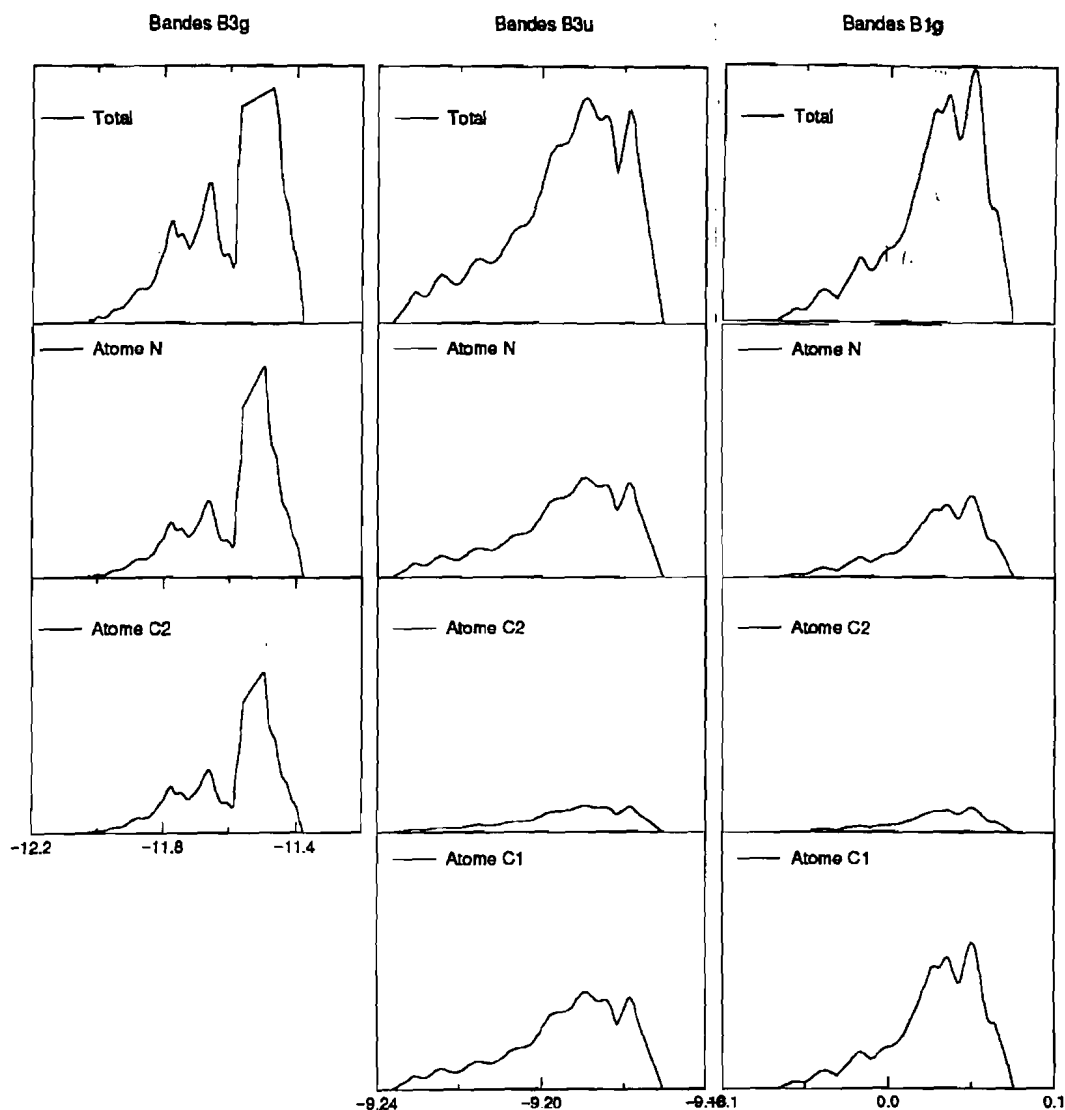 Bandes B3g
Bandes B3u
Bandas B1g
Total
Total
Total
Atome N
Atome N
Atome N
Atome C2
Atome C2
Atome C2
-12.2
-11.8
-11.4
Atome C1
Atome C1
-9.24
-9.20
0.0
0.1